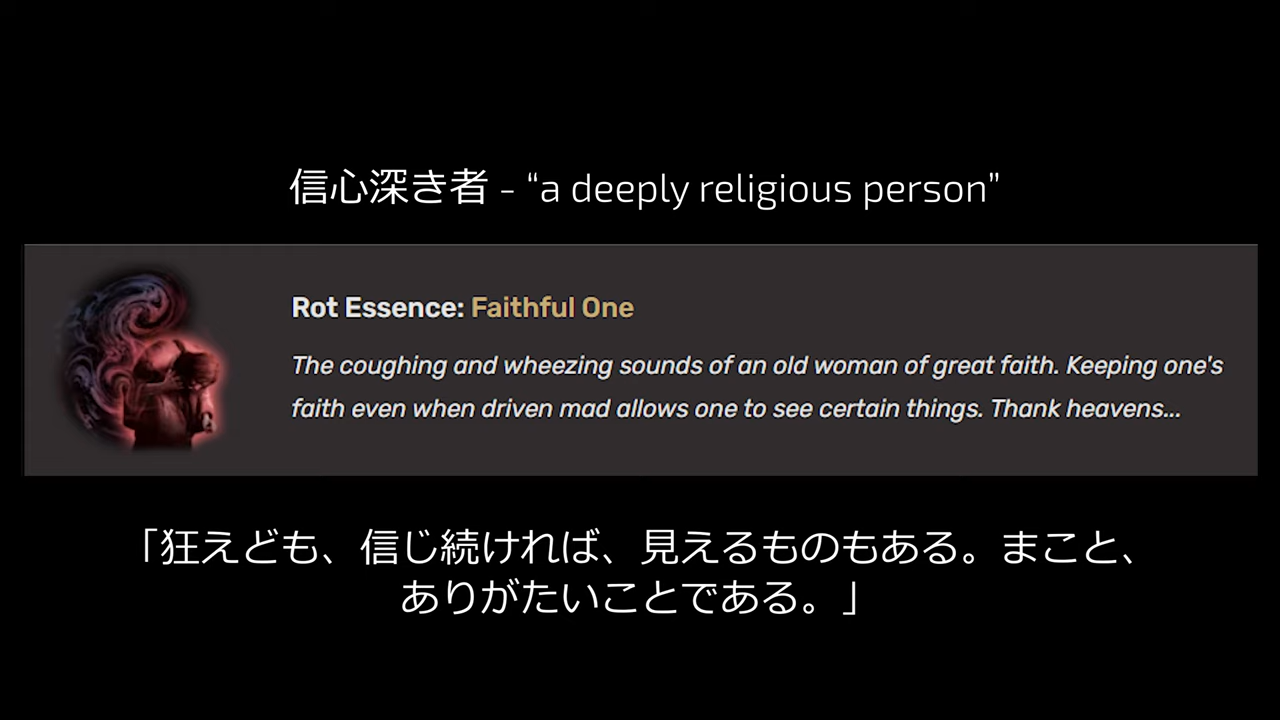 信心深き者 - “a deeply religious person”
Rot Essence: Faithful One
The coughing and wheezing sounds of an old woman of great faith. Keeping one's
faith even when driven mad allows one to see certain things. Thank heavens...
「狂えども、信じ続ければ、見えるものもある。まこと、
ありがたいことである。」